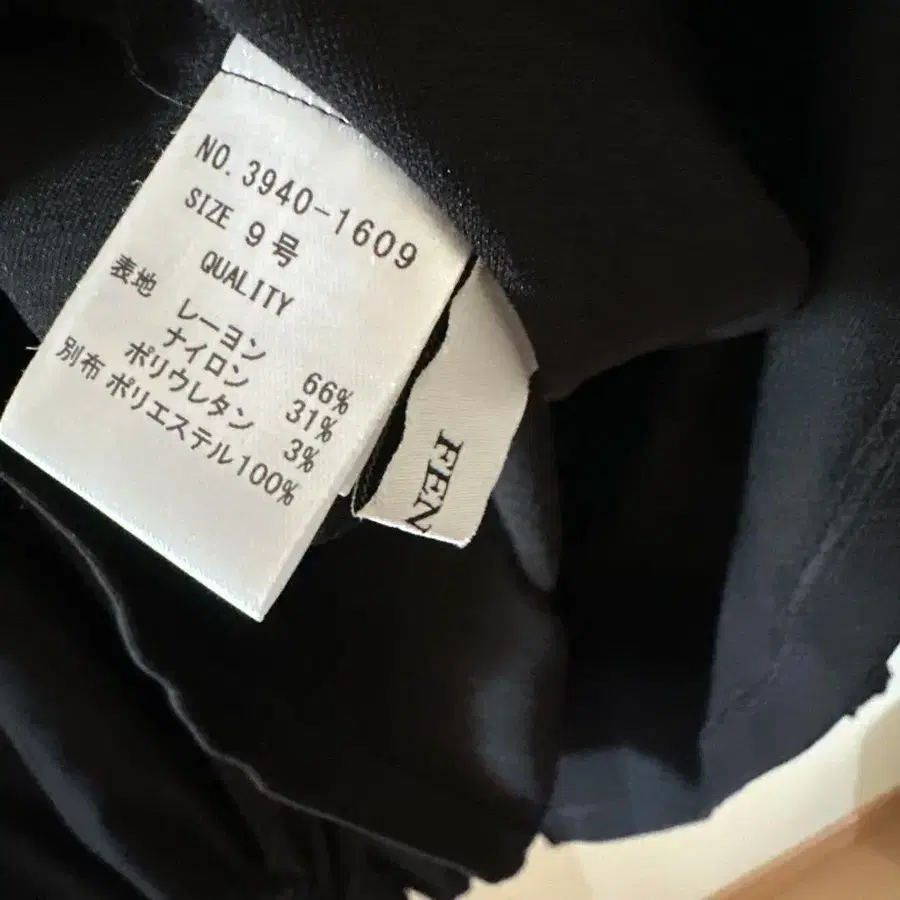 NO. 3940-1609
SIZE 9号
QUALITY
表地 レーヨン 66%
ナイロン 31%
ポリウレタン 3%
別布 ポリエステル100%
FEN